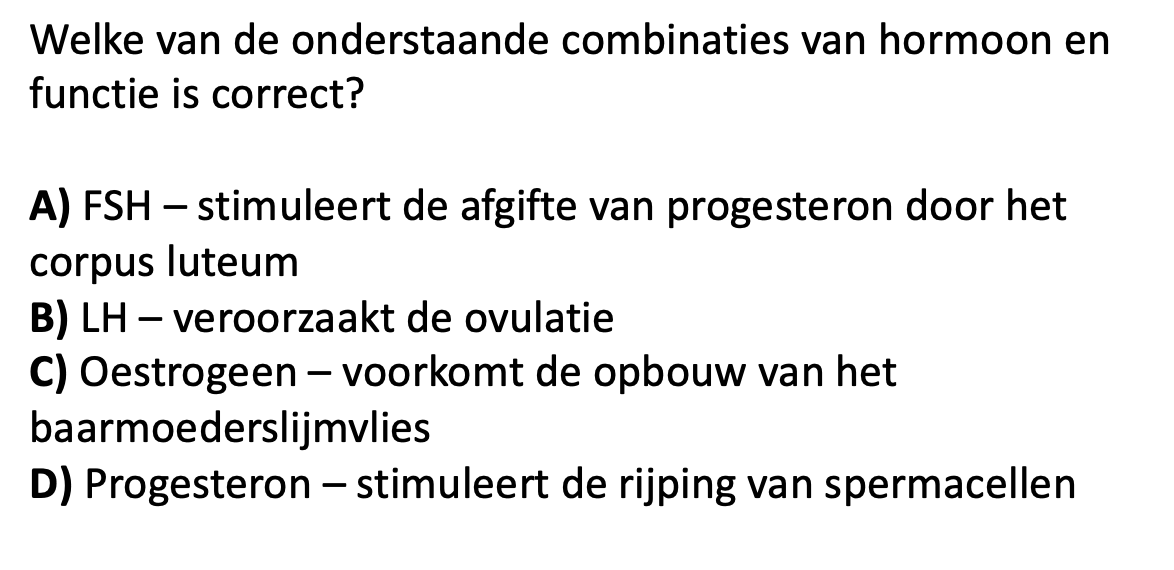 Welke van de onderstaande combinaties van hormoon en
functie is correct?
A) FSH – stimuleert de afgifte van progesteron door het
corpus luteum
B) LH – veroorzaakt de ovulatie
C) Oestrogeen – voorkomt de opbouw van het
baarmoederslijmvlies
D) Progesteron – stimuleert de rijping van spermacellen